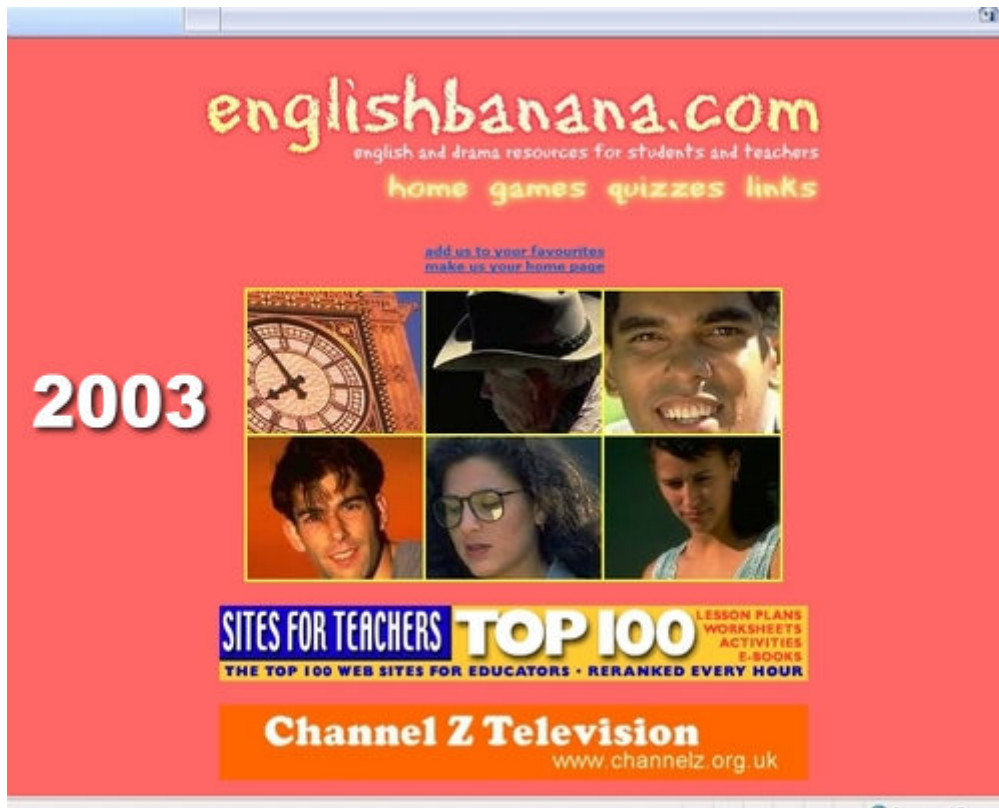 englishbanana.com
english and drama resources for students and teachers
home games quizzes links
add us to your favourites
make us your home page
2003
SITES FOR TEACHERS TOP 100
LESSON PLANS
WORKSHEETS
ACTIVITIES
E-BOOKS
THE TOP 100 WEB SITES FOR EDUCATORS • RERANKED EVERY HOUR
Channel Z Television
www.channelz.org.uk